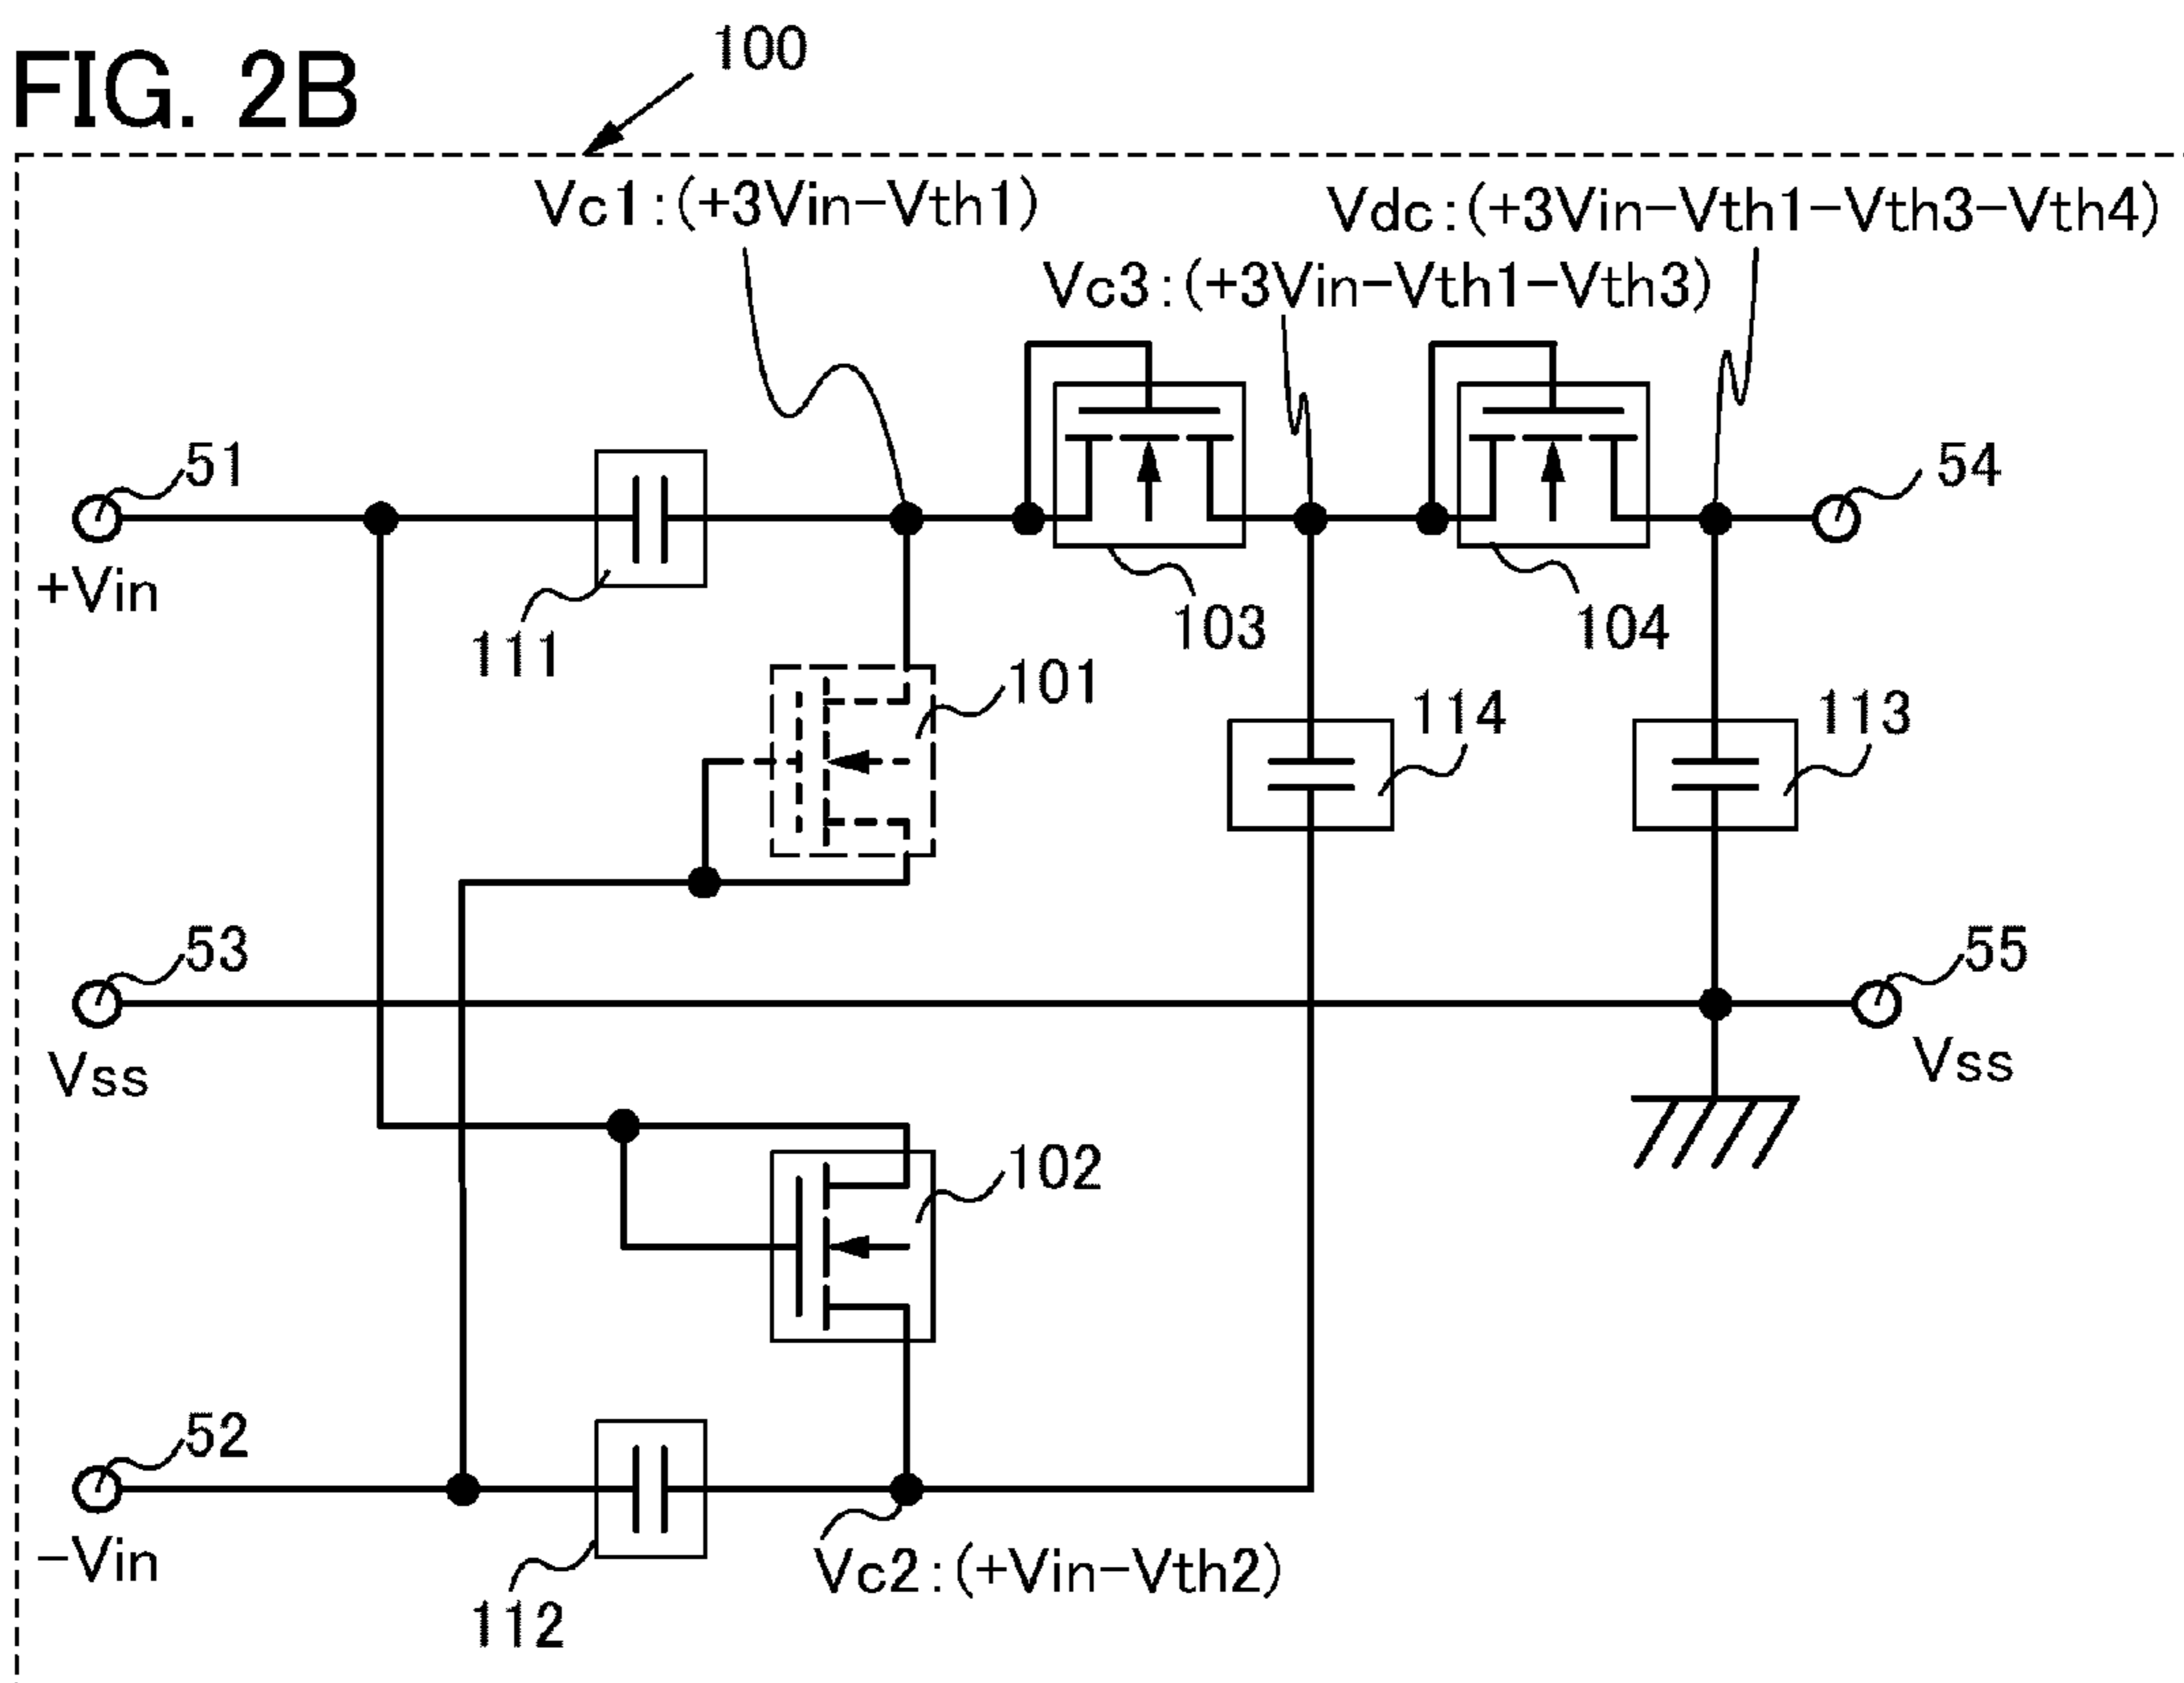 FIG. 2B
100
Vc1:(+3Vin−Vth1)
Vdc:(+3Vin−Vth1−Vth3−Vth4)
Vc3:(+3Vin−Vth1−Vth3)
51
54
+Vin
111
103
104
101
114
113
53
55
Vss
Vss
102
52
−Vin
112
Vc2:(+Vin−Vth2)